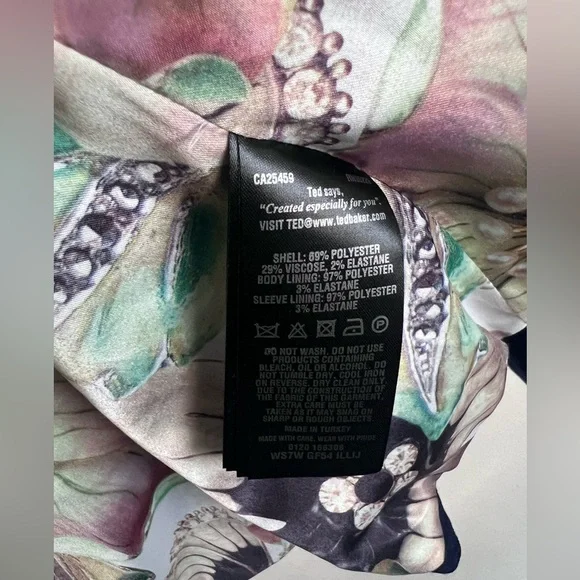 CA25459
Ted says,
"Created especially for you".
VISIT TED@www.tedbaker.com
SHELL: 69% POLYESTER
29% VISCOSE, 2% ELASTANE
BODY LINING: 97% POLYESTER
3% ELASTANE
SLEEVE LINING: 97% POLYESTER
3% ELASTANE
P
DO NOT WASH. DO NOT USE
PRODUCTS CONTAINING
BLEACH, OIL OR ALCOHOL. DO
NOT TUMBLE DRY. COOL IRON
ON REVERSE. DRY CLEAN ONLY.
DUE TO THE CONSTRUCTION OF
THE FABRIC OF THIS GARMENT,
EXTRA CARE MUST BE
TAKEN AS IT MAY SNAG ON
SHARP OR ROUGH OBJECTS
MADE IN TURKEY
MADE WITH CARE, WEAR WITH PRIDE
WS7W GF54 ILLIJ